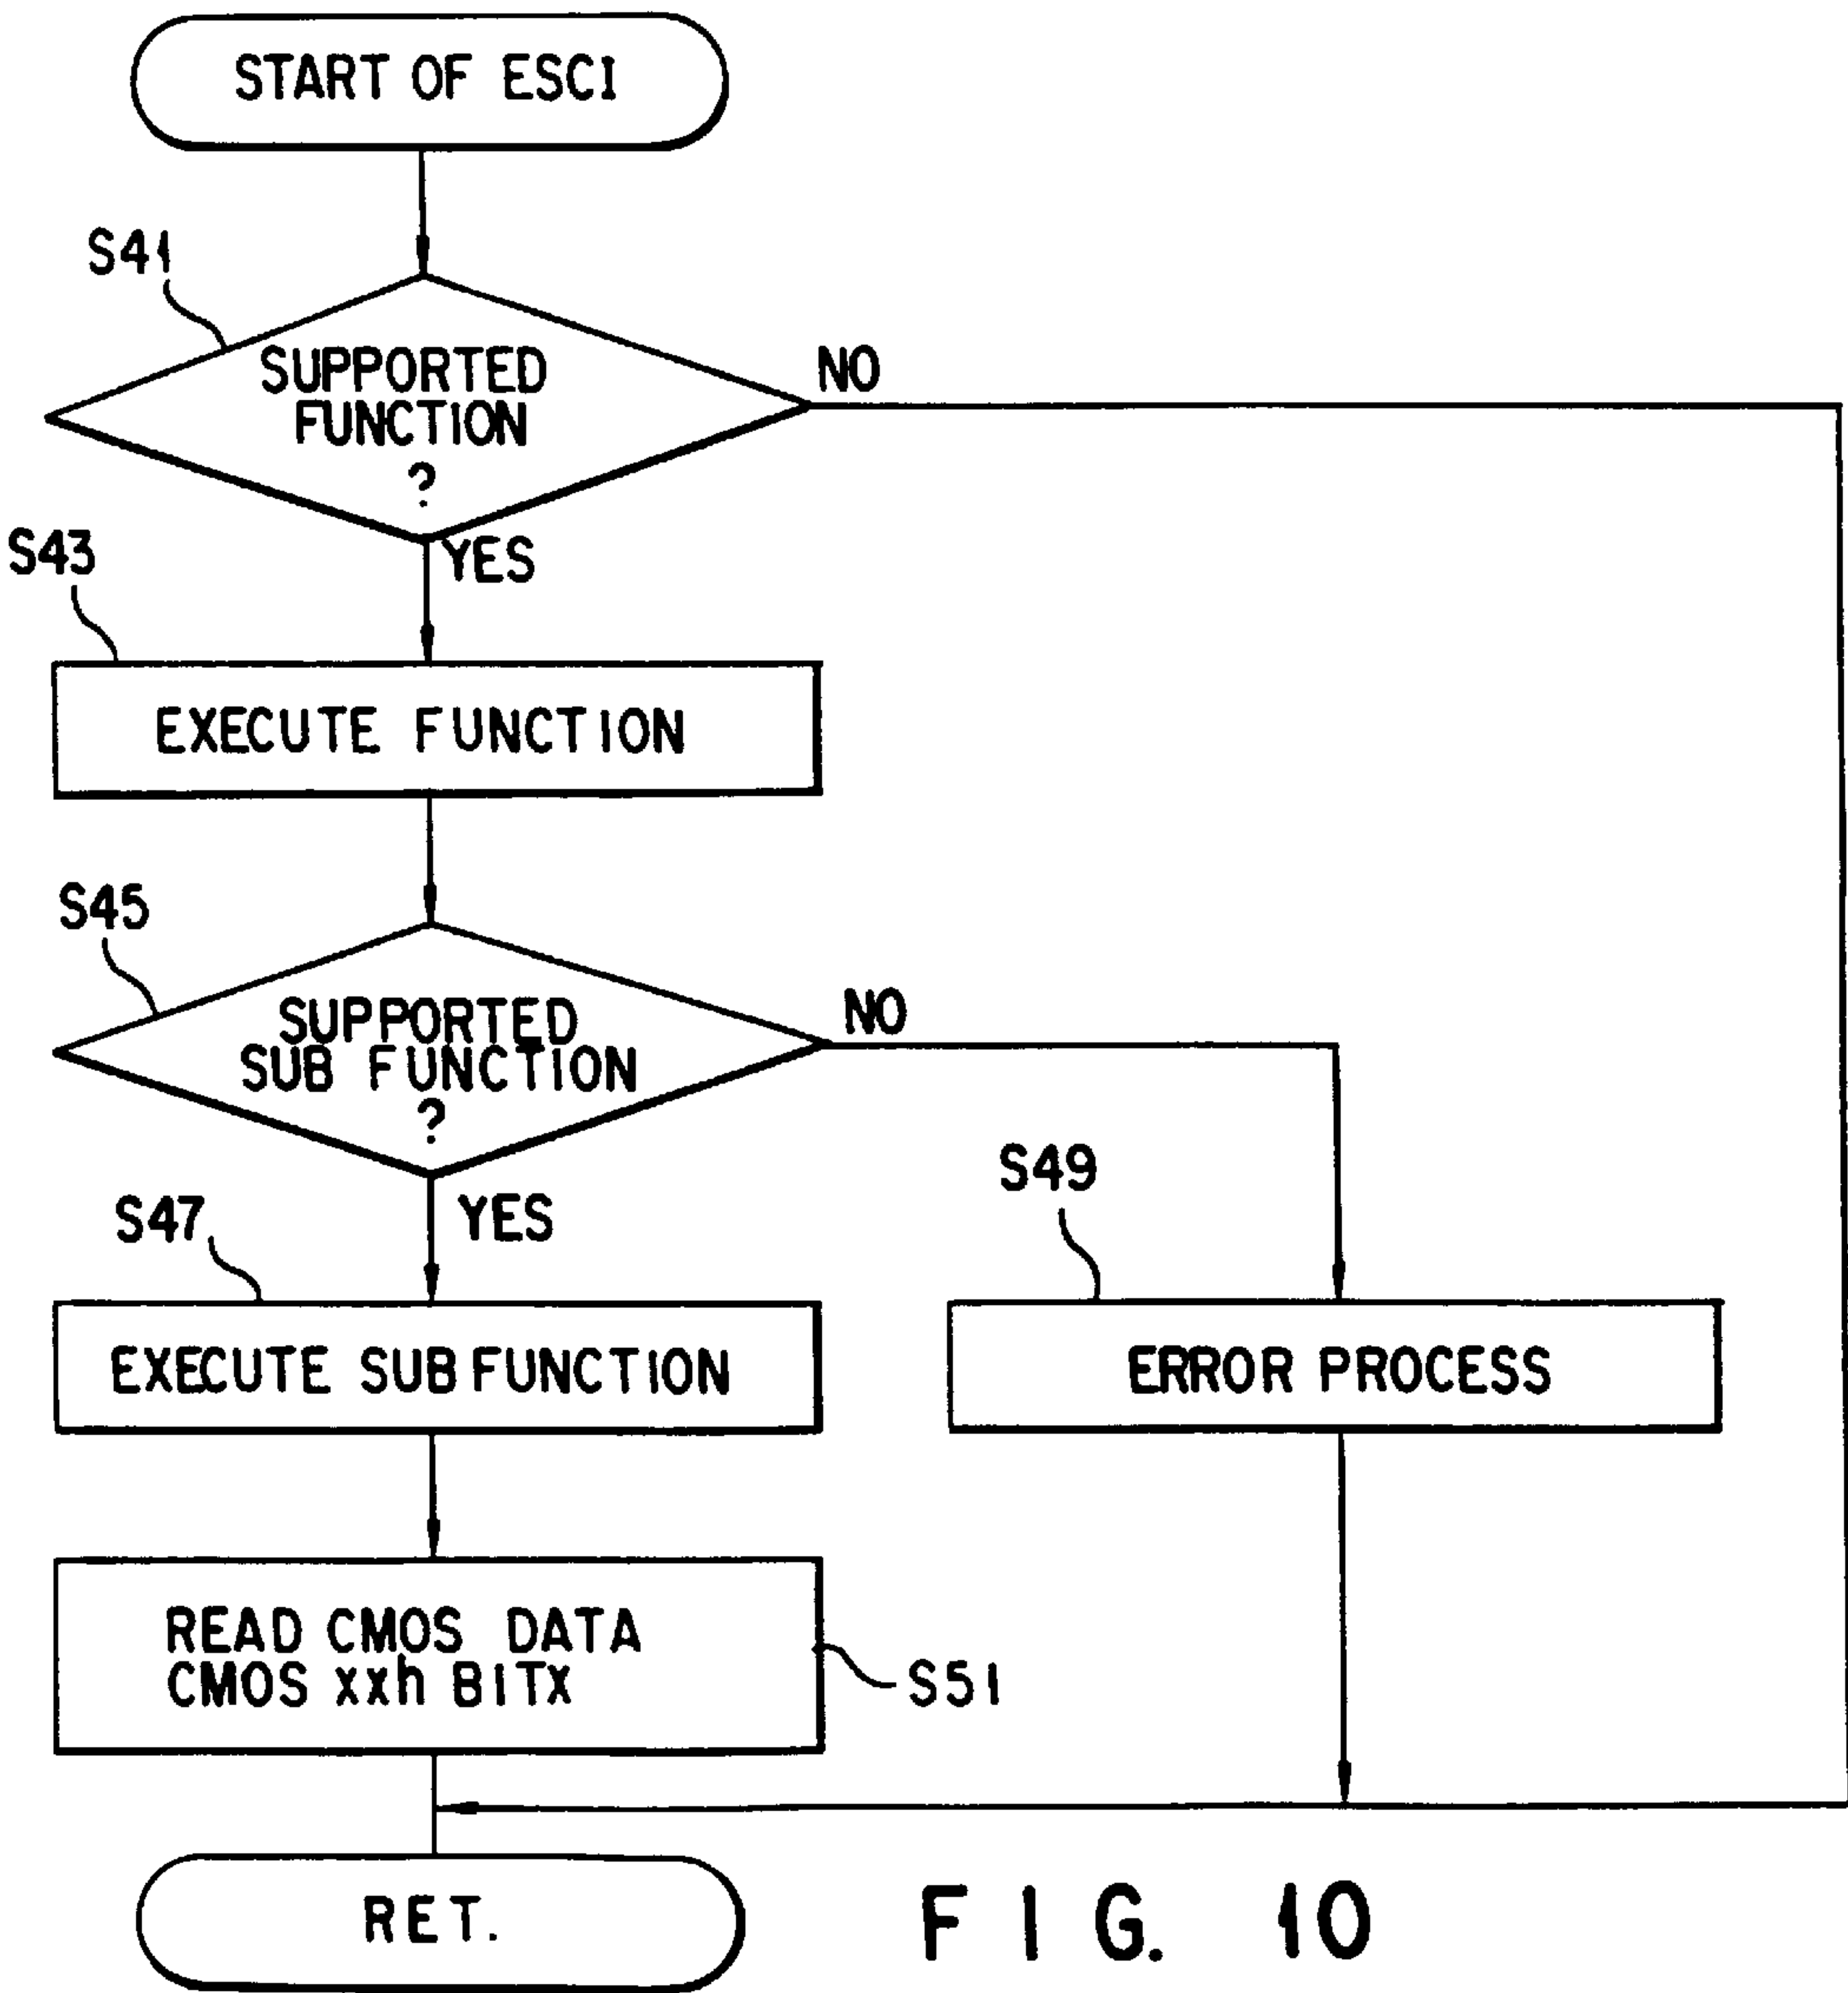 START OF ESCI
S41
SUPPORTED
FUNCTION
?
NO
YES
S43
EXECUTE FUNCTION
S45
SUPPORTED
SUB FUNCTION
?
NO
YES
S47
S49
EXECUTE SUB FUNCTION
ERROR PROCESS
READ CMOS DATA
CMOS xxh BITX
S51
RET.
FIG. 10